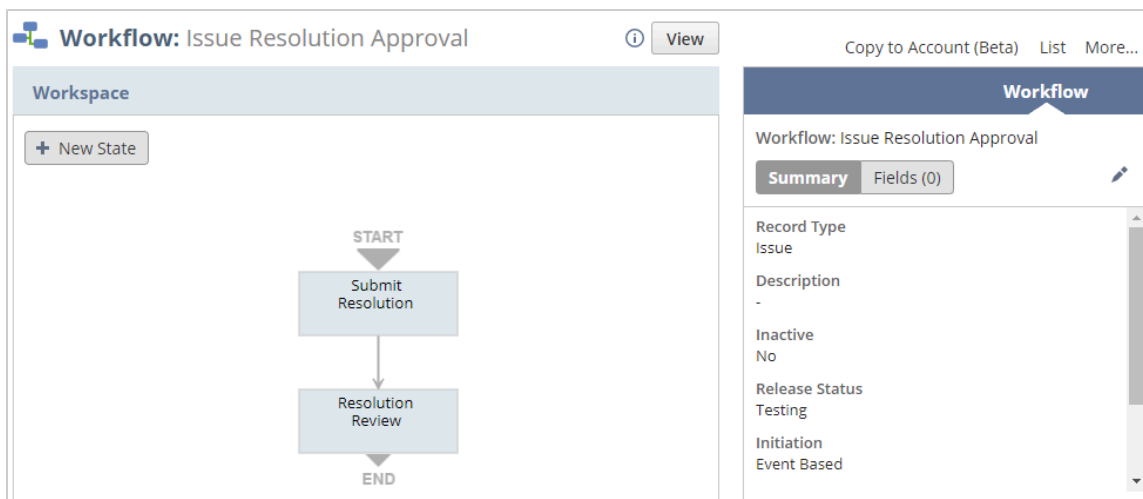 Workflow: Issue Resolution Approval
View
Copy to Account (Beta) List More...
Workspace
+ New State
START
Submit
Resolution
Resolution
Review
END
Workflow
Workflow: Issue Resolution Approval
Summary Fields (0)
Record Type
Issue
Description
-
Inactive
No
Release Status
Testing
Initiation
Event Based